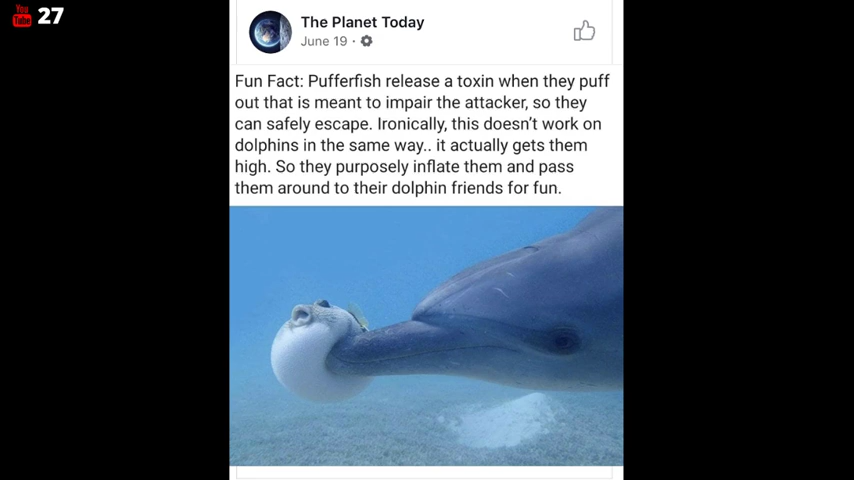 You
Tube
27
The Planet Today
June 19 ·
Fun Fact: Pufferfish release a toxin when they puff
out that is meant to impair the attacker, so they
can safely escape. Ironically, this doesn't work on
dolphins in the same way.. it actually gets them
high. So they purposely inflate them and pass
them around to their dolphin friends for fun.